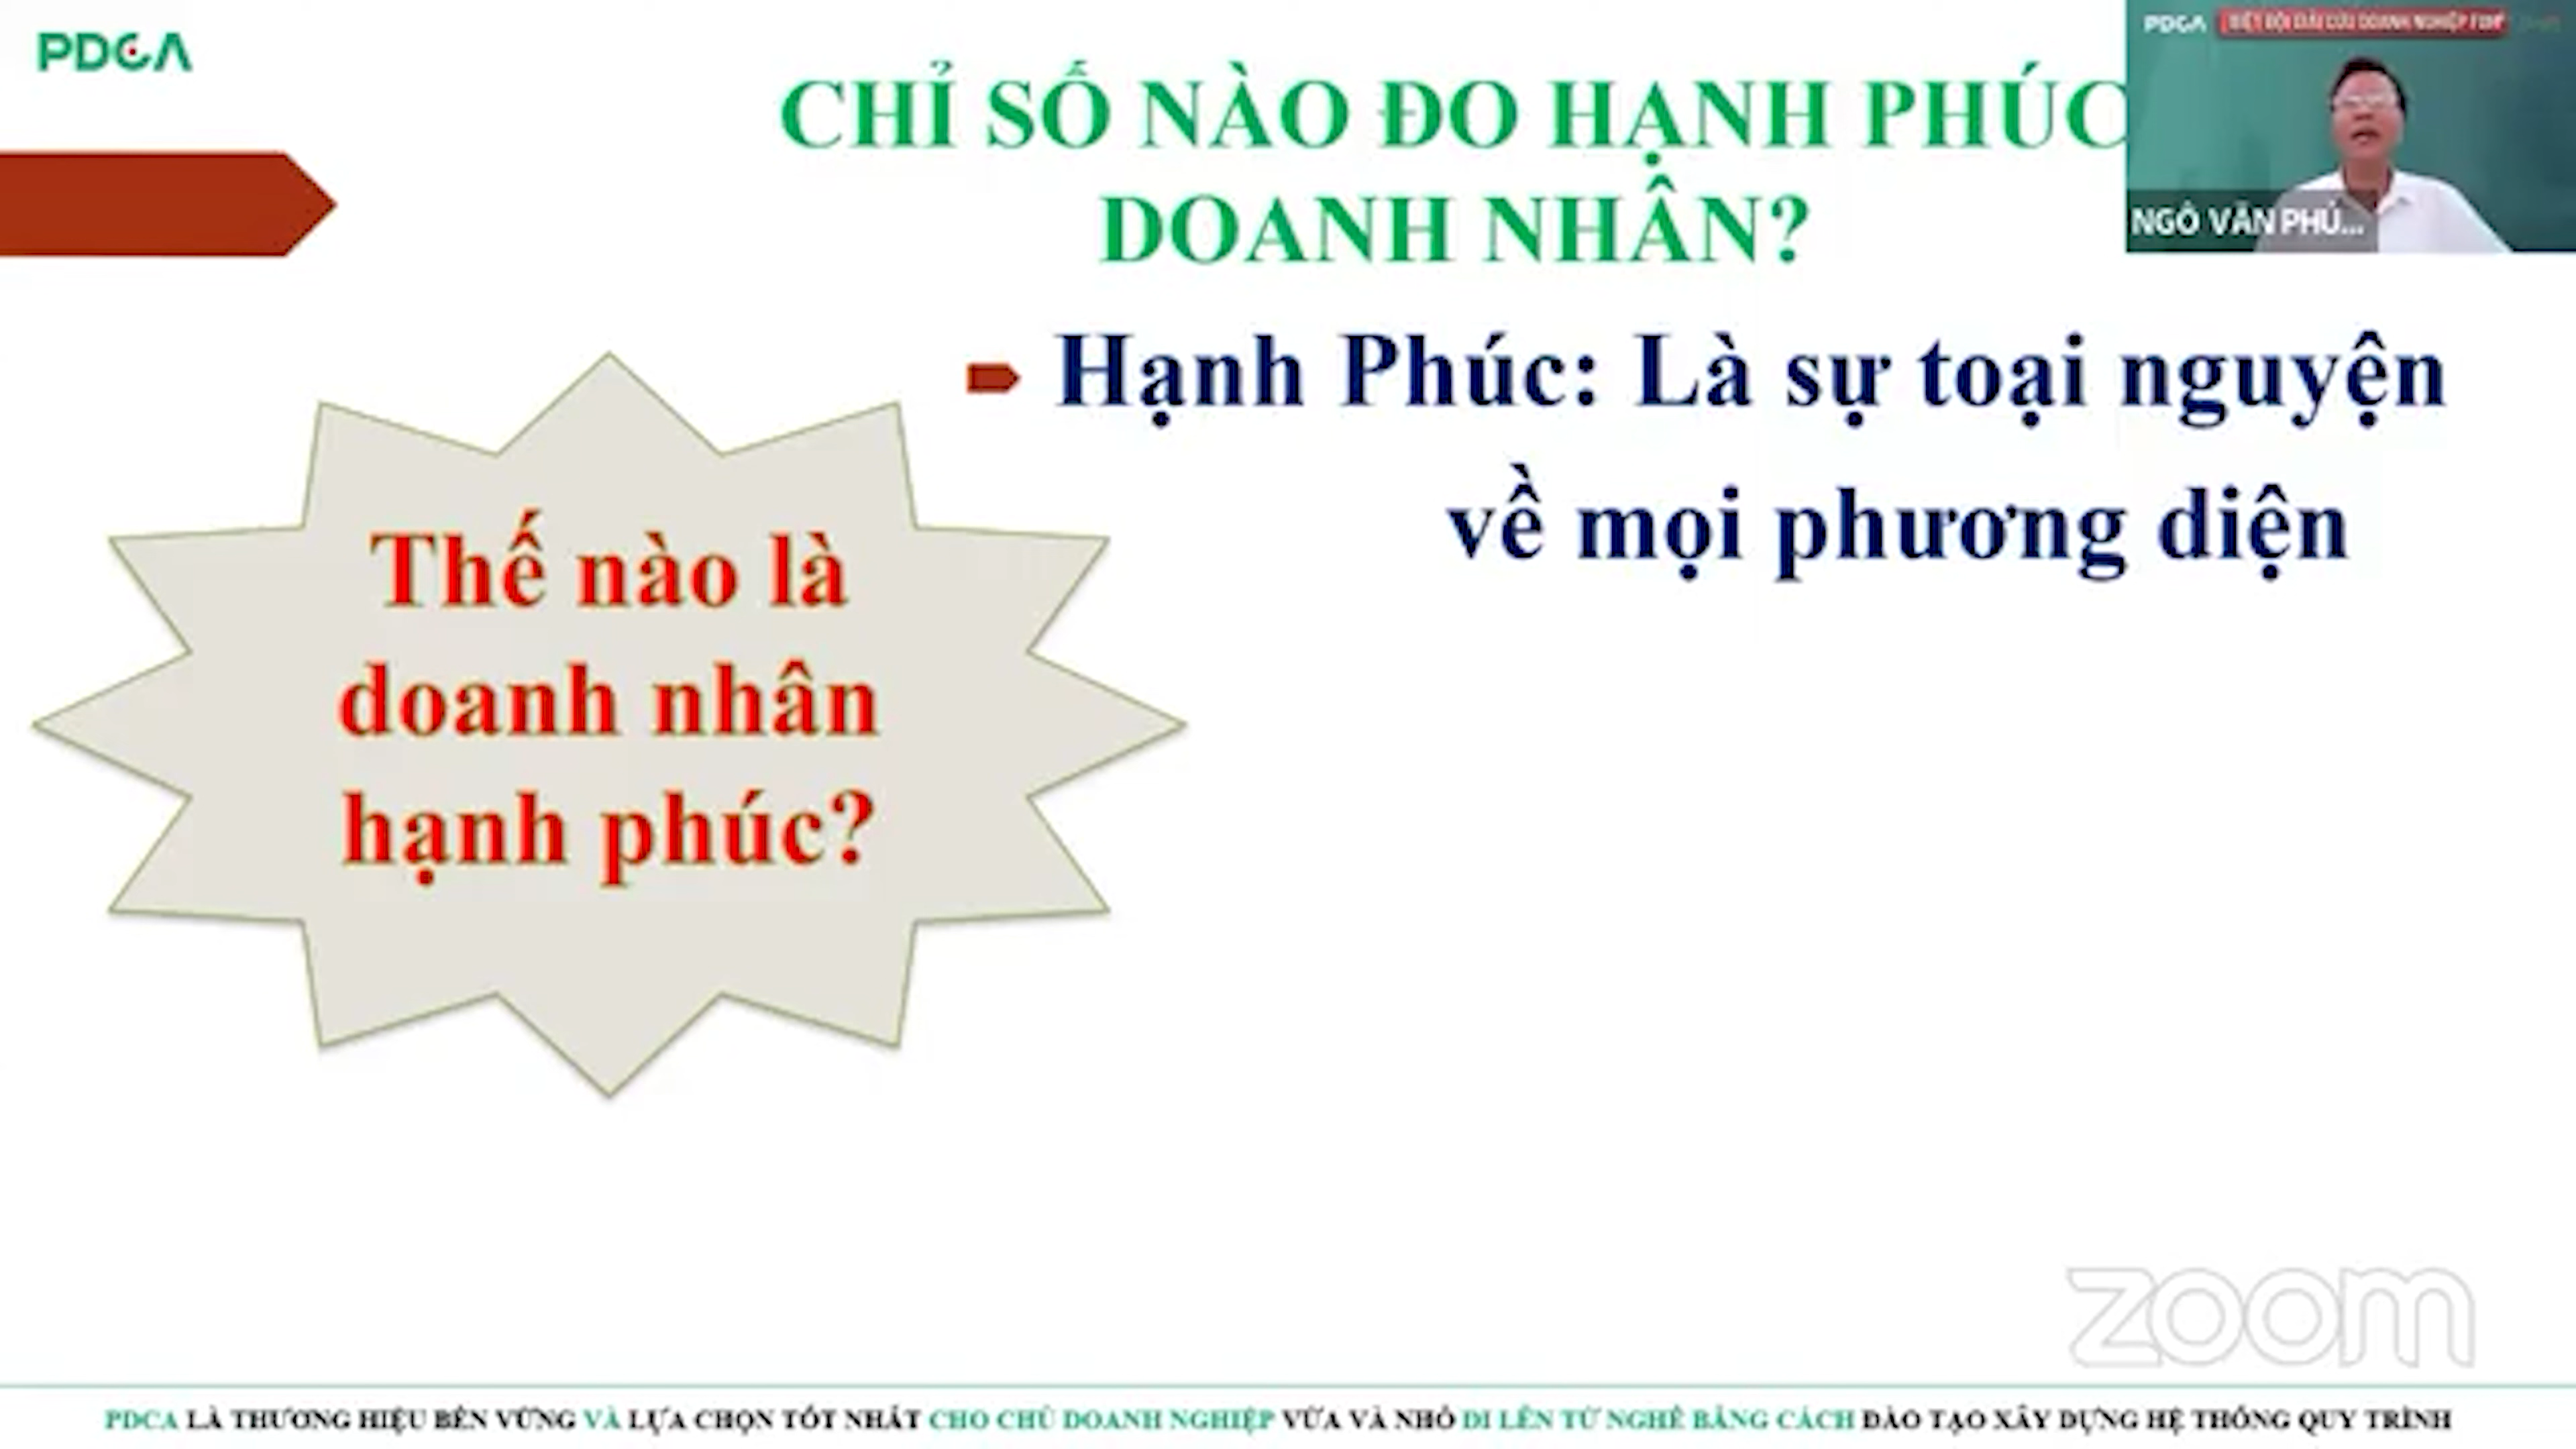 PDCA
CHỈ SỐ NÀO ĐO HẠNH PHÚC
DOANH NHÂN?
PDCA
NGÔ VĂN PHÚ...
Hạnh Phúc: Là sự toại nguyện
về mọi phương diện
Thế nào là
doanh nhân
hạnh phúc?
zoom
PDCA LÀ THƯƠNG HIỆU BỀN VỮNG VÀ LỰA CHỌN TỐT NHẤT CHO CHỦ DOANH NGHIỆP VỪA VÀ NHỎ ĐI LÊN TỪ NGHỀ BẰNG CÁCH ĐÀO TẠO XÂY DỰNG HỆ THỐNG QUY TRÌNH